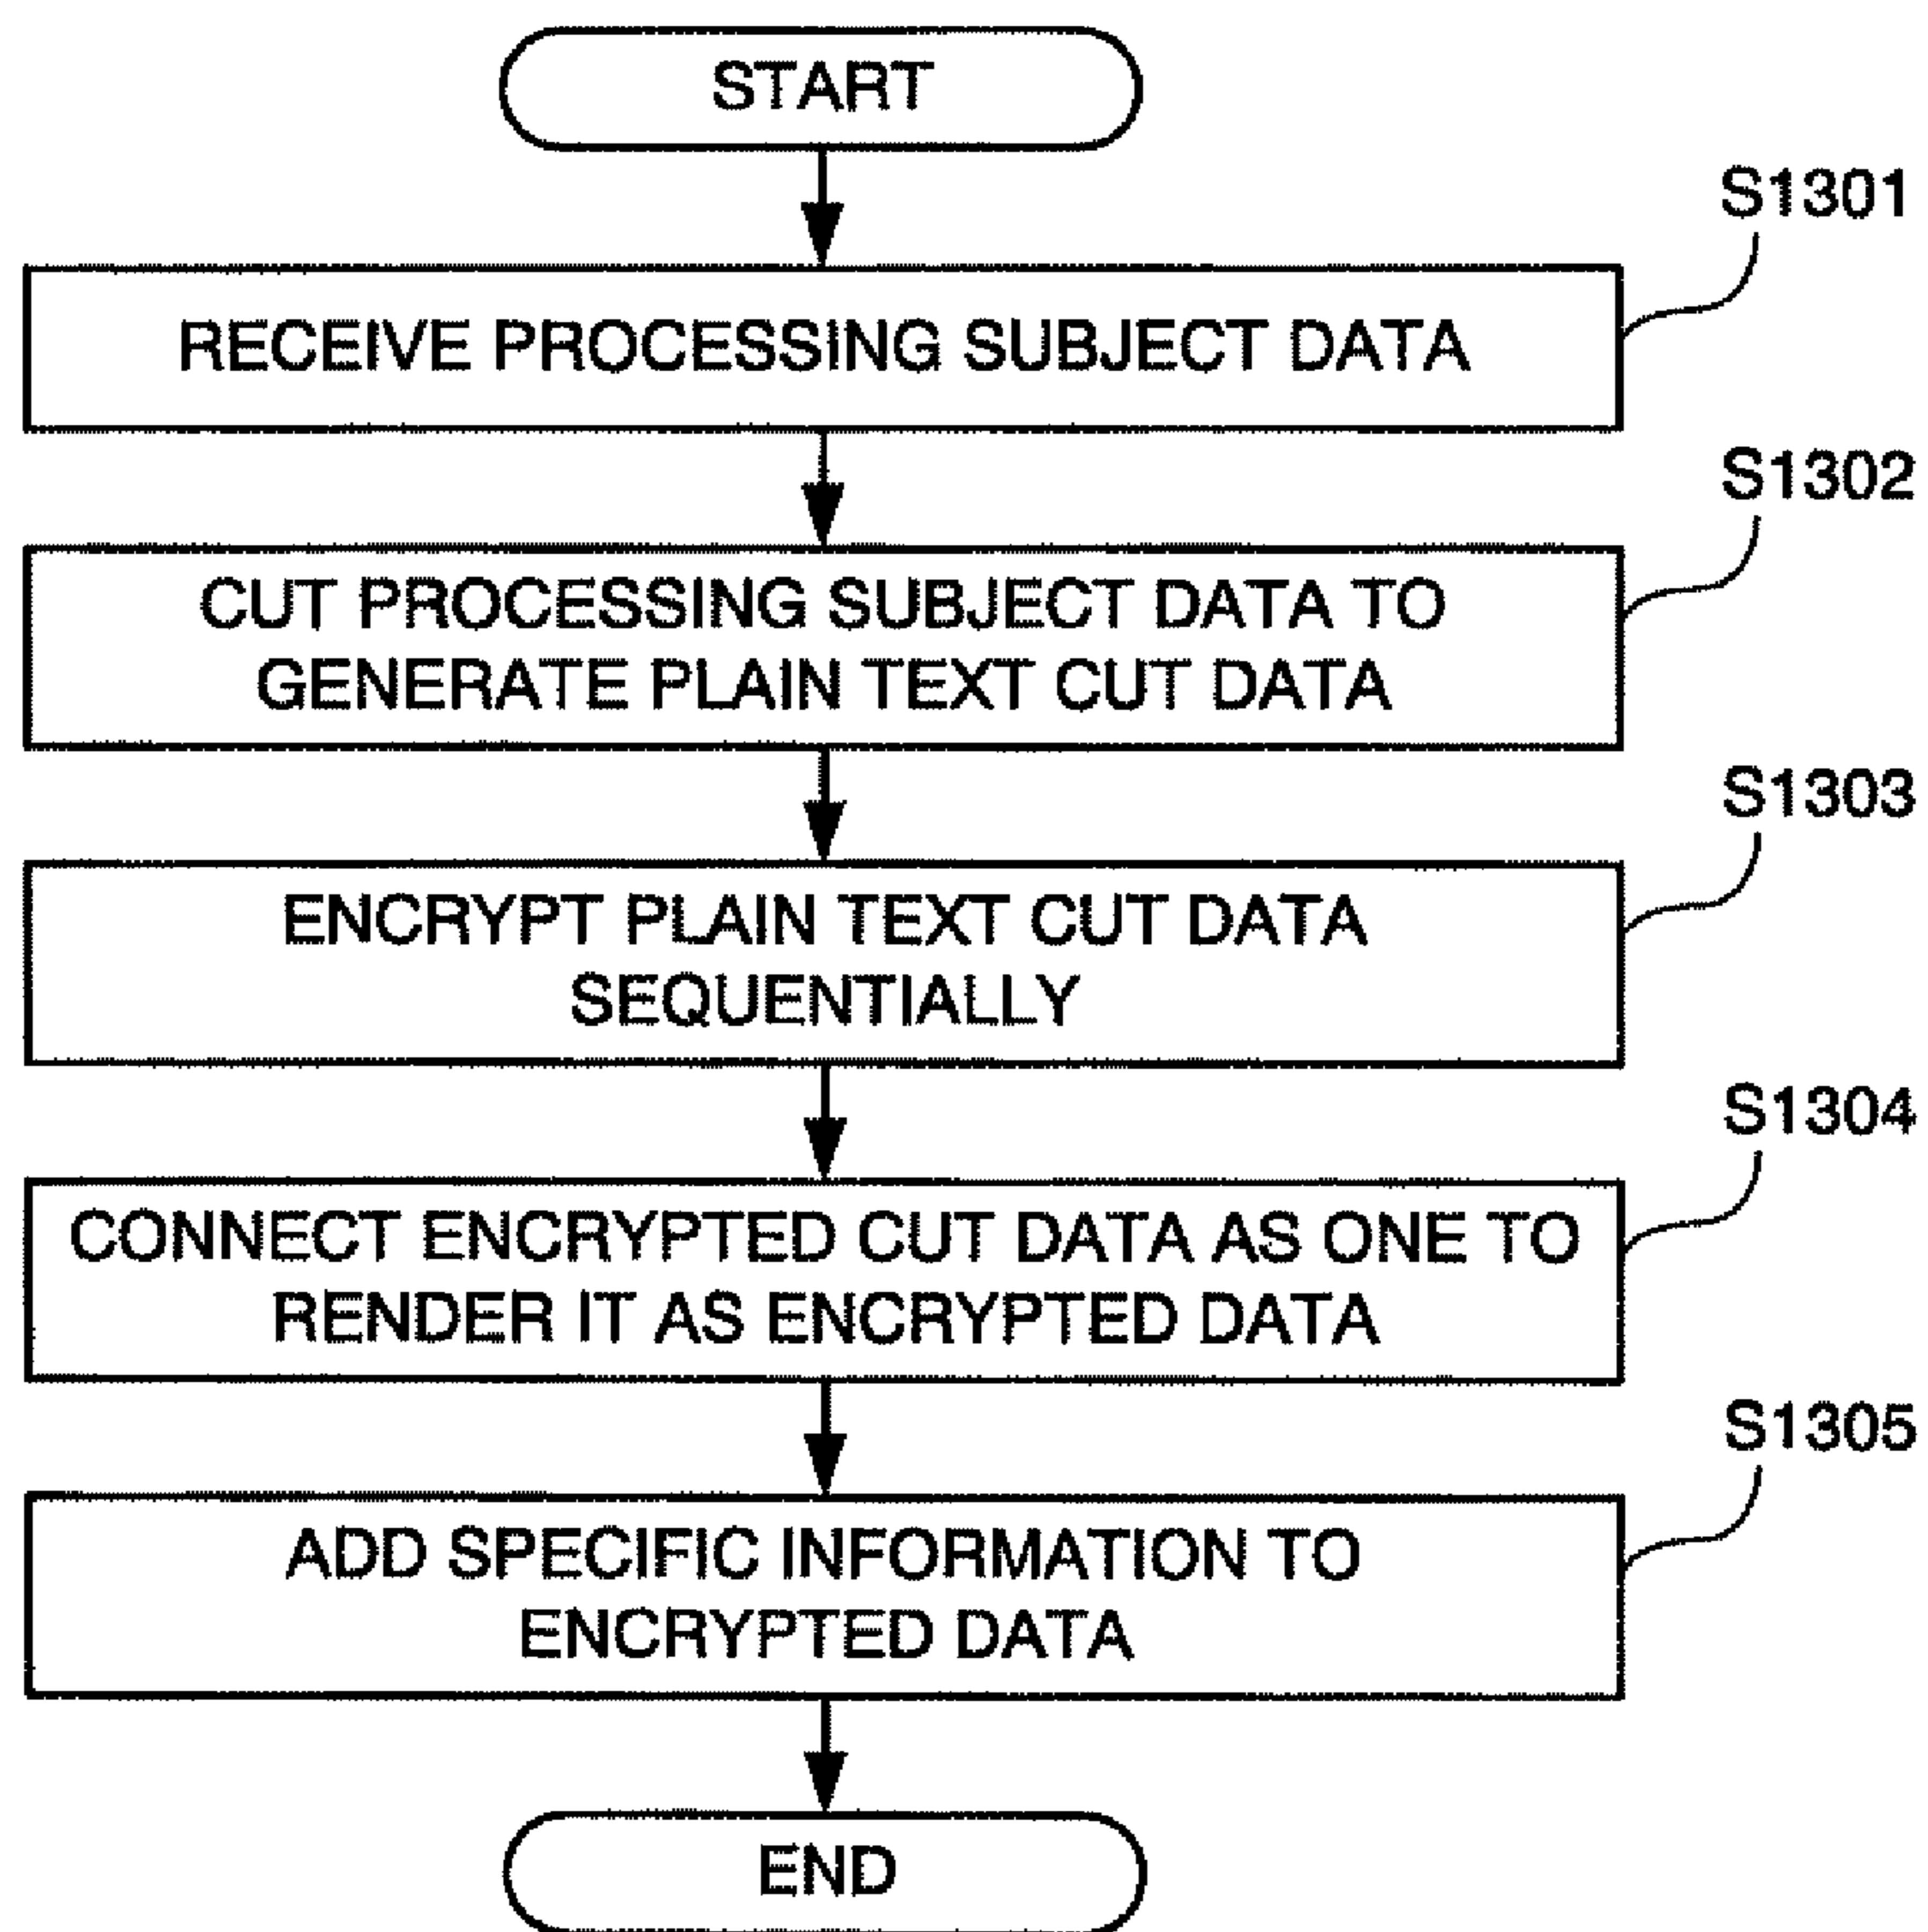 START
S1301
RECEIVE PROCESSING SUBJECT DATA
S1302
CUT PROCESSING SUBJECT DATA TO
GENERATE PLAIN TEXT CUT DATA
S1303
ENCRYPT PLAIN TEXT CUT DATA
SEQUENTIALLY
S1304
CONNECT ENCRYPTED CUT DATA AS ONE TO
RENDER IT AS ENCRYPTED DATA
S1305
ADD SPECIFIC INFORMATION TO
ENCRYPTED DATA
END